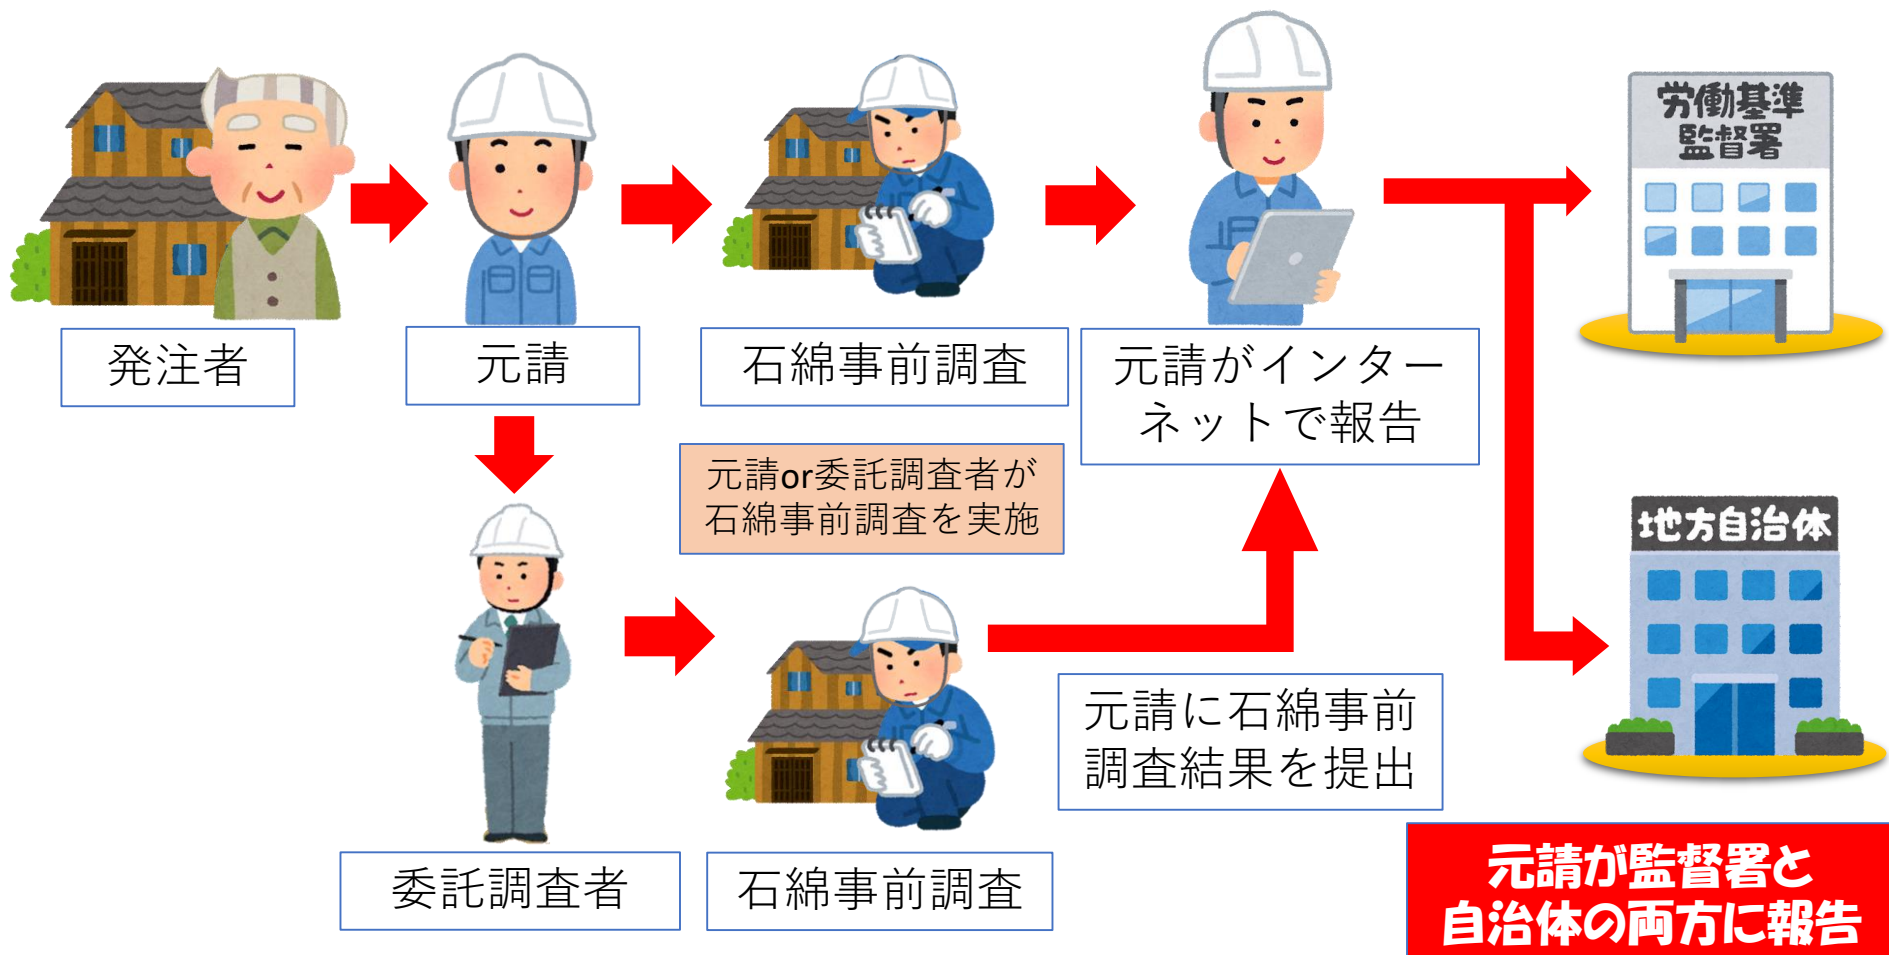 労働基準
監督署
発注者
元請
石綿事前調査
元請がインター
ネットで報告
元請or委託調査者が
石綿事前調査を実施
地方自治体
元請に石綿事前
調査結果を提出
委託調査者
石綿事前調査
元請が監督署と
自治体の両方に報告